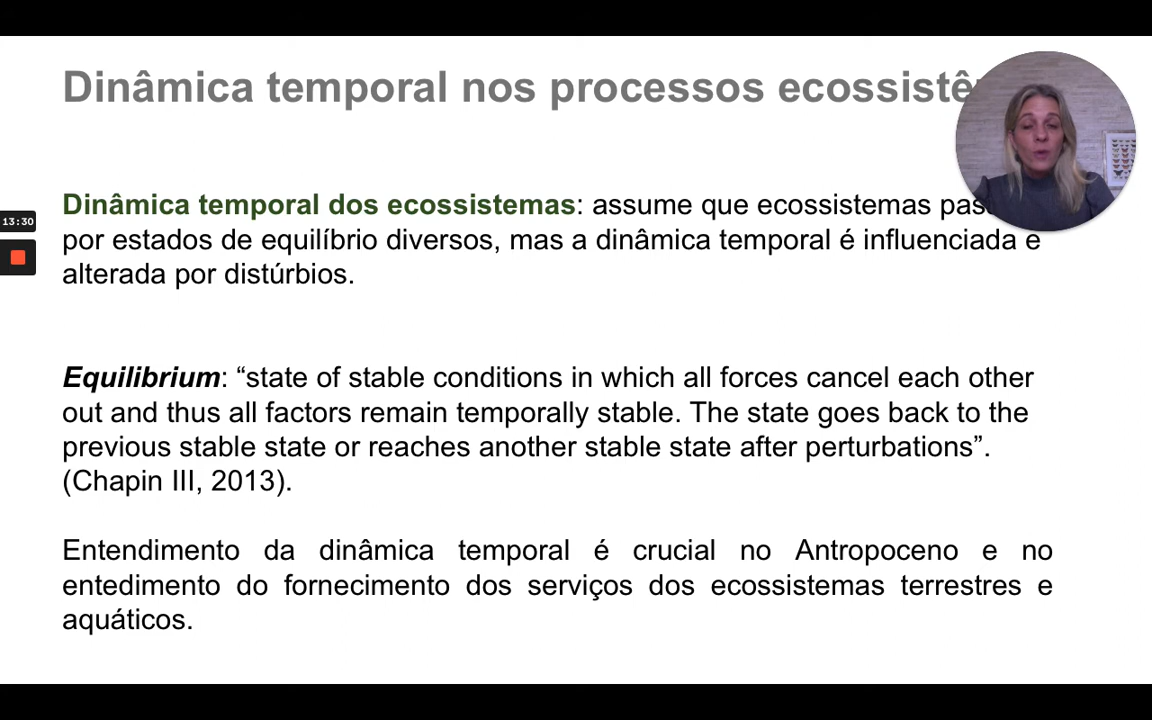 Dinâmica temporal nos processos
13:30
Dinâmica temporal dos ecossistemas: assume que ecossistemas
por estados de equilíbrio diversos, mas a dinâmica temporal é influenciada e
alterada por distúrbios.
Equilibrium: “state of stable conditions in which all forces cancel each other
out and thus all factors remain temporally stable. The state goes back to the
previous stable state or reaches another stable state after perturbations”.
(Chapin III, 2013).
Entendimento da dinâmica temporal é crucial no Antropoceno e no
entedimento do fornecimento dos serviços dos ecossistemas terrestres e
aquáticos.